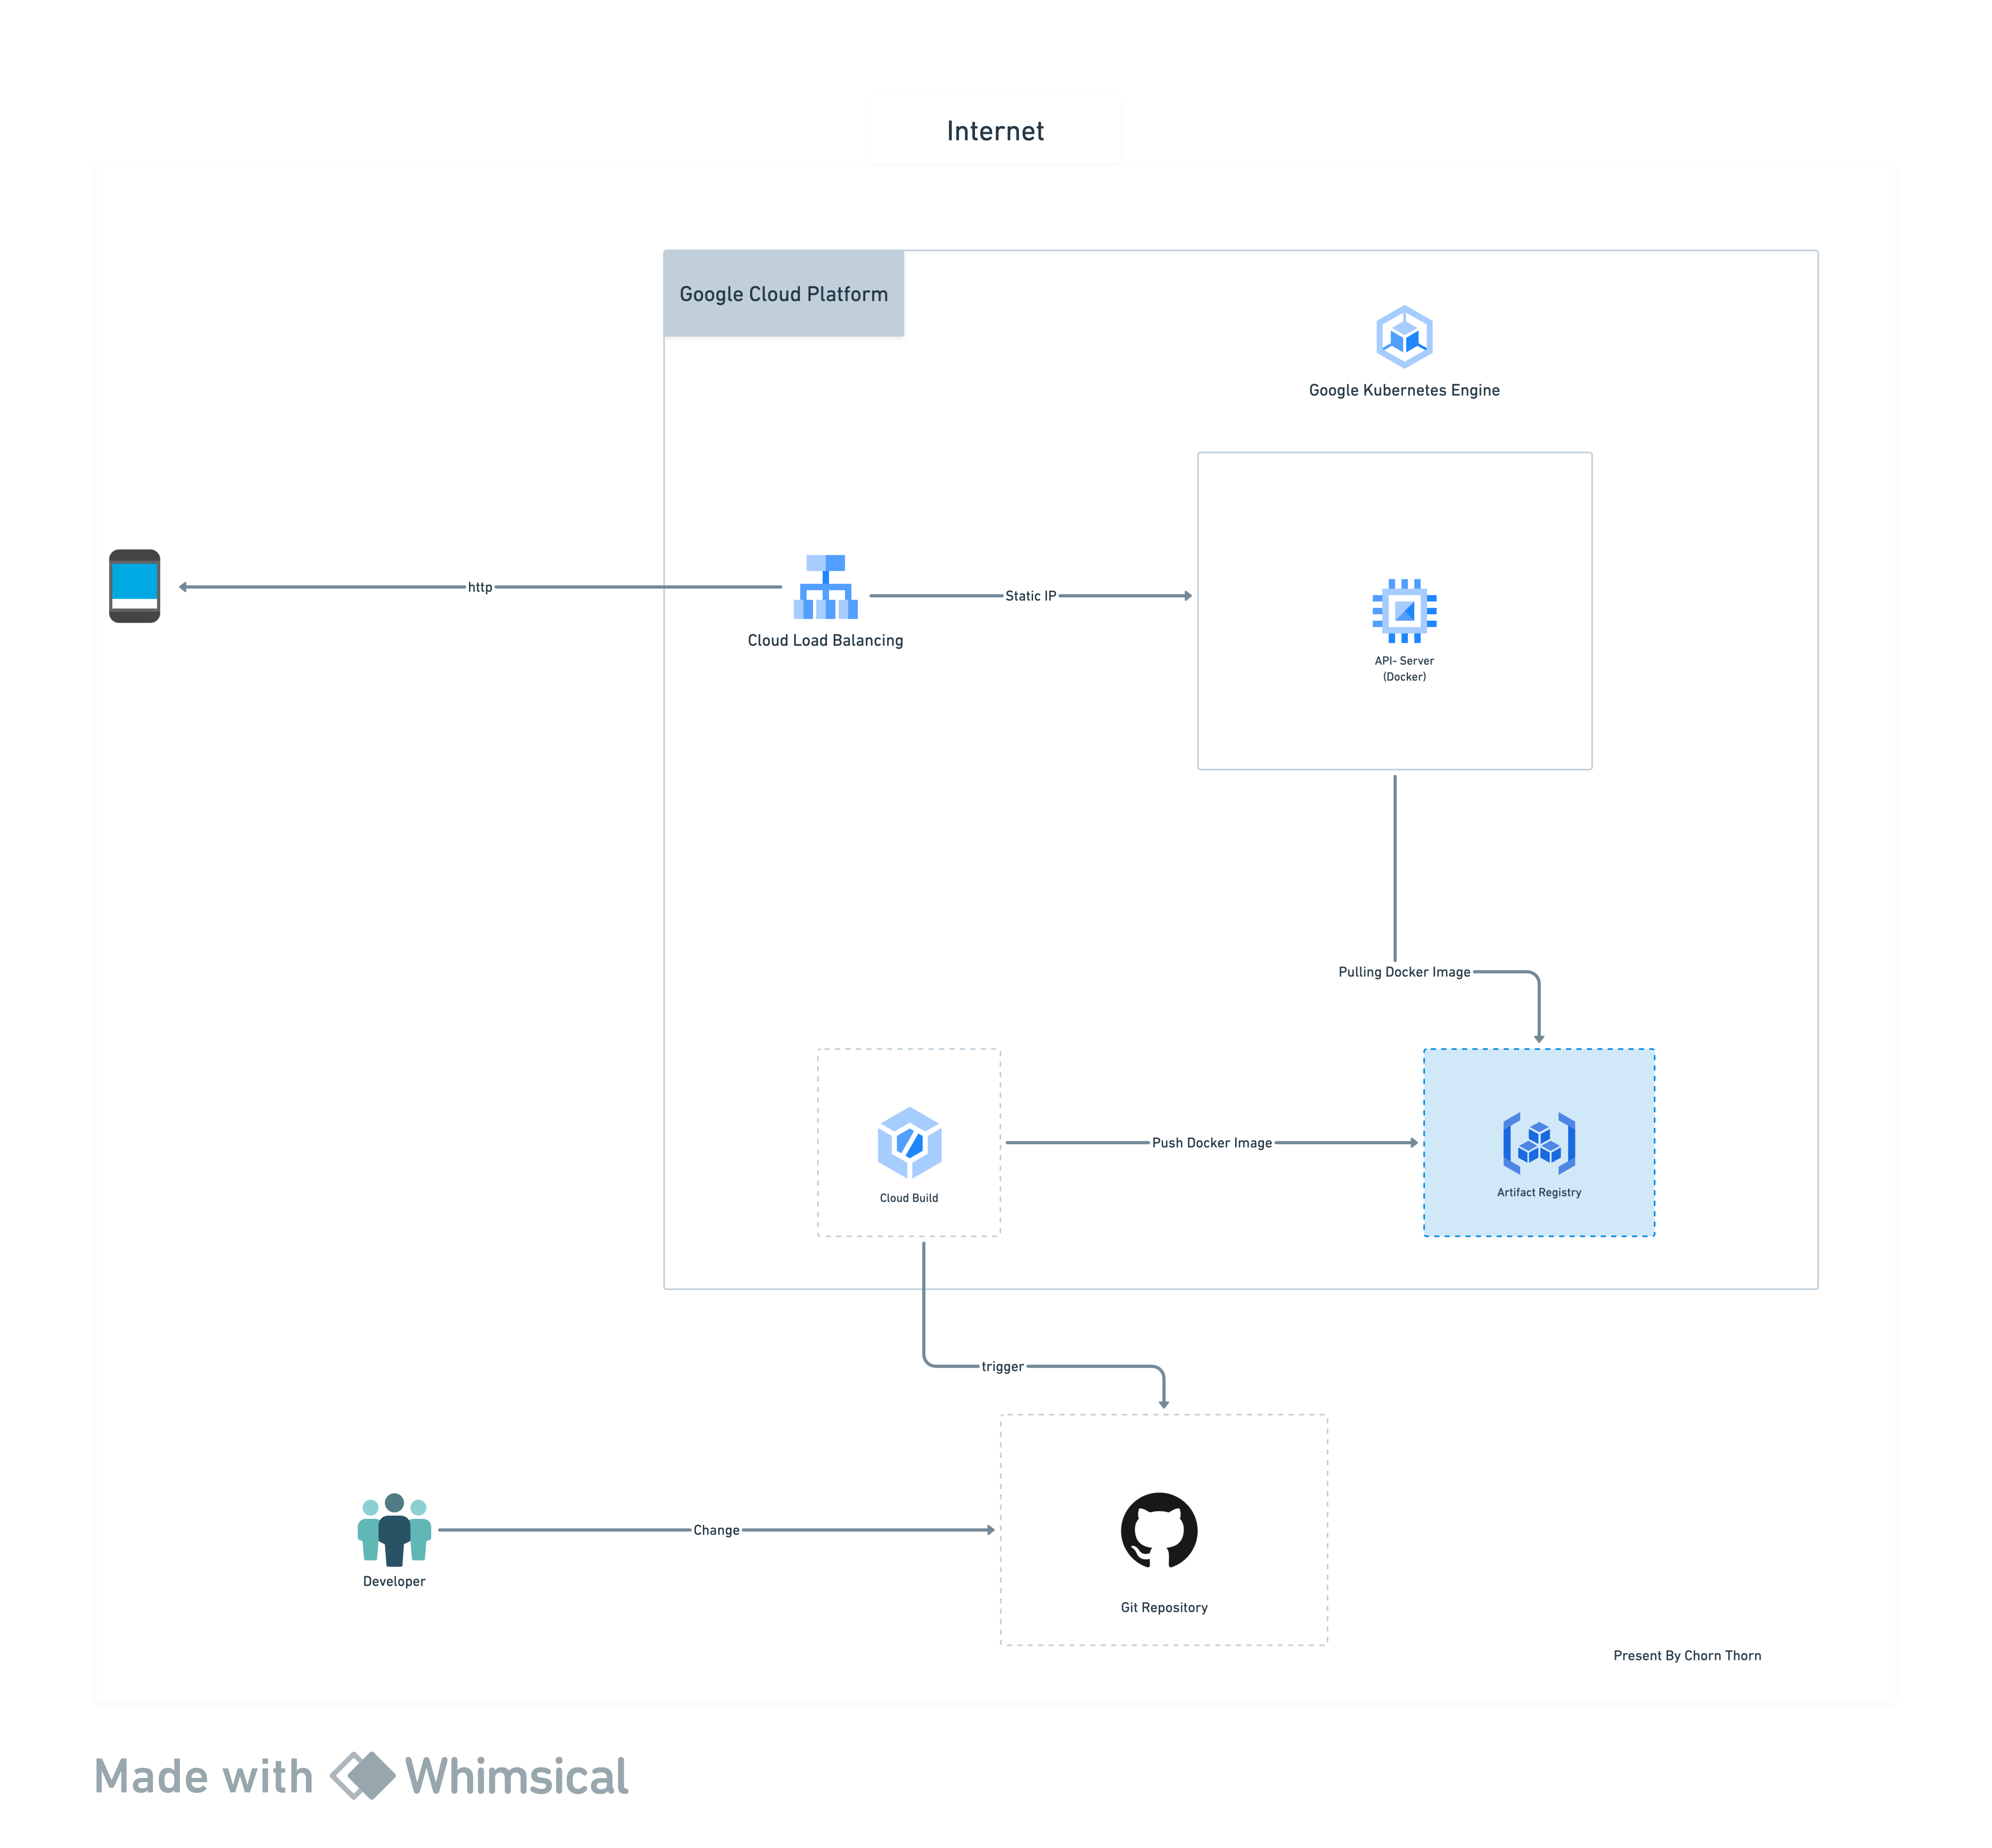 Internet
Google Cloud Platform
Google Kubernetes Engine
http
Static IP
Cloud Load Balancing
API- Server
(Docker)
Pulling Docker Image
Push Docker Image
Cloud Build
Artifact Registry
trigger
Change
Developer
Git Repository
Present By Chorn Thorn
Made with Whimsical